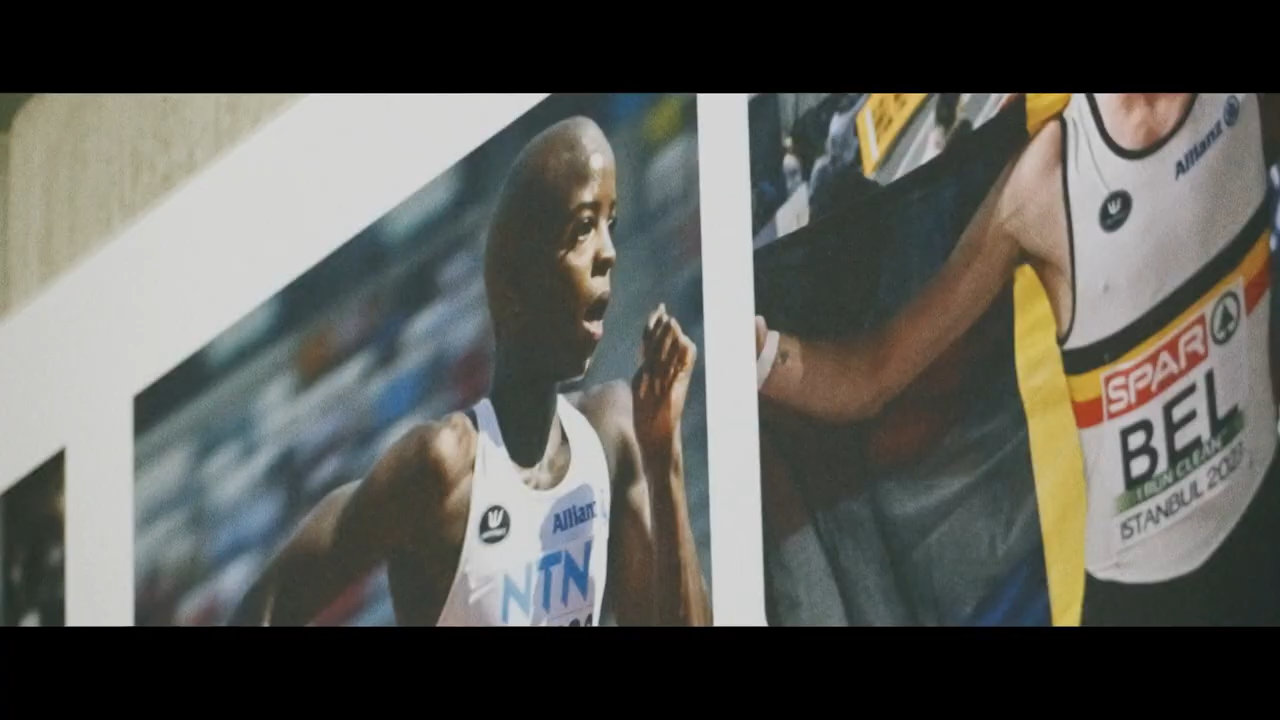 Allianz
NTN
Allianz
SPAR
BEL
I RUN CLEAN
ISTANBUL 2023